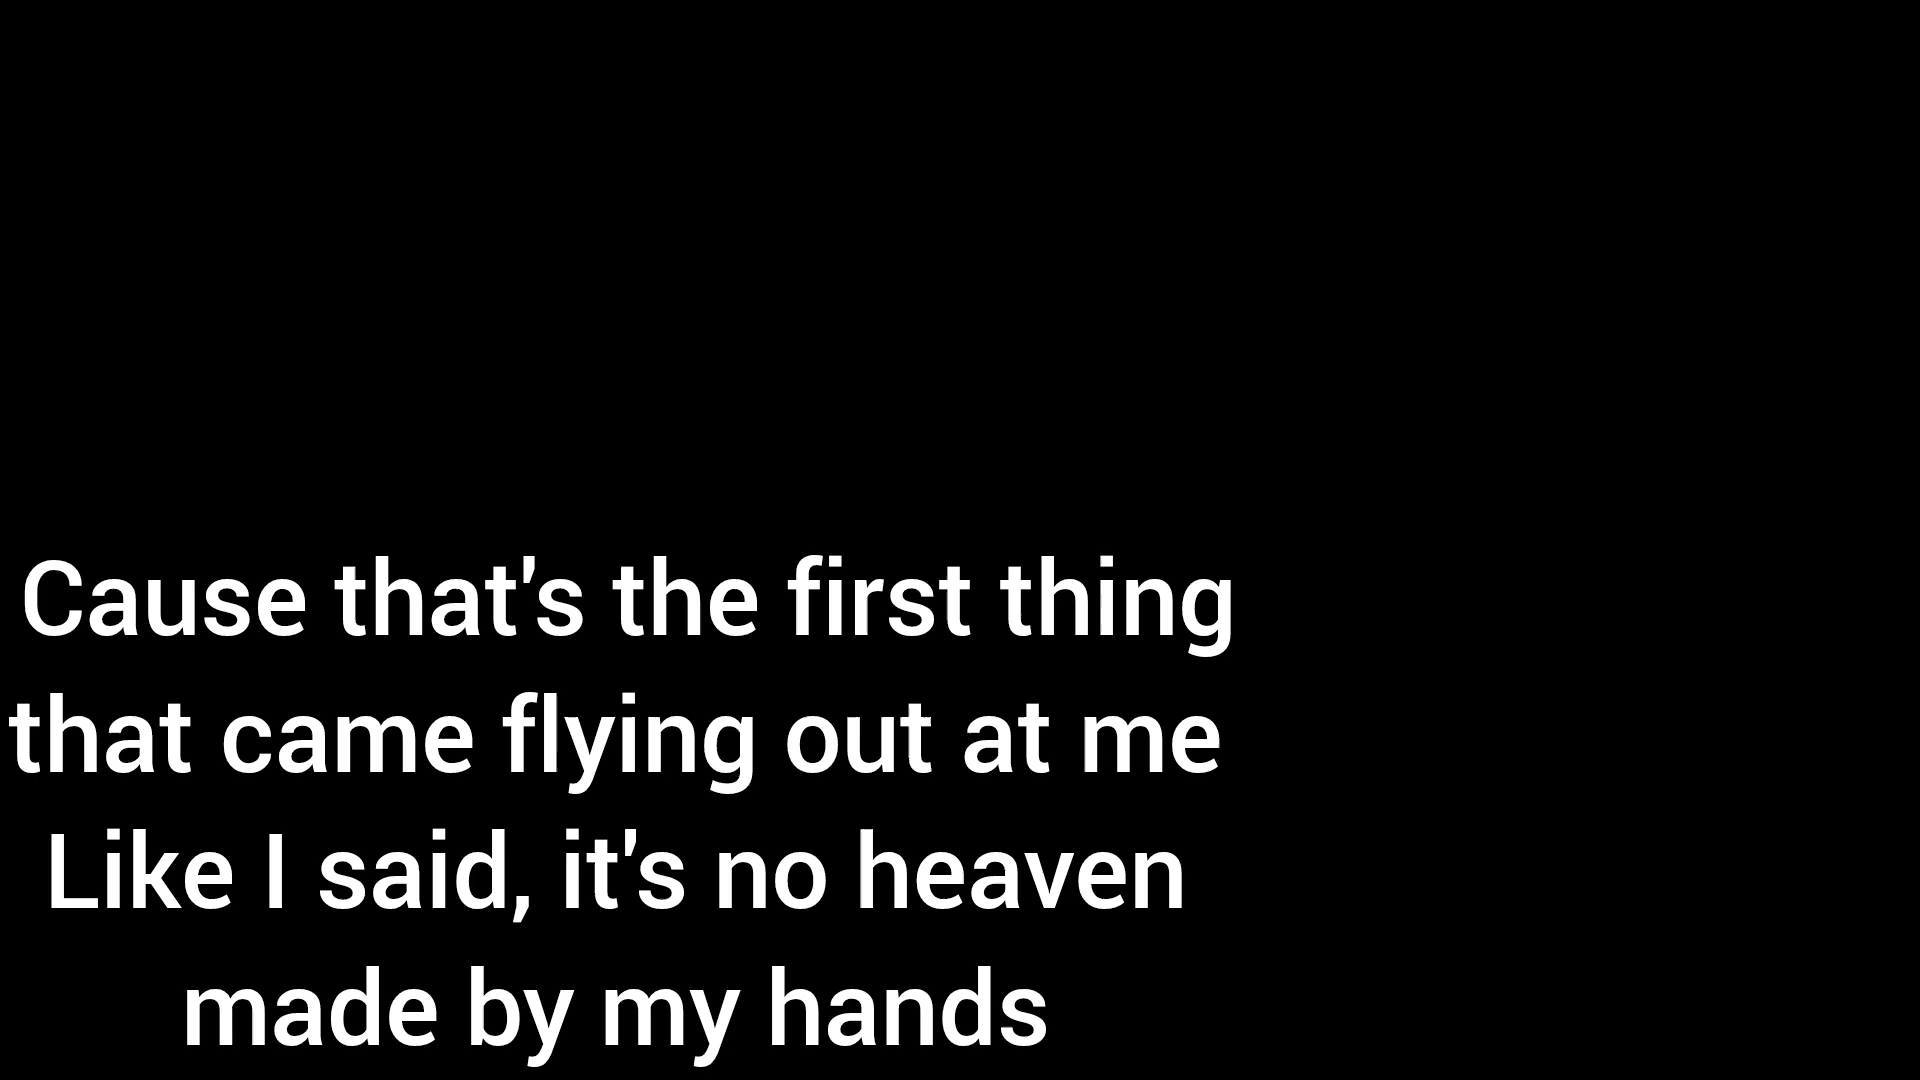 Cause that's the first thing
that came flying out at me
Like I said, it's no heaven
made by my hands